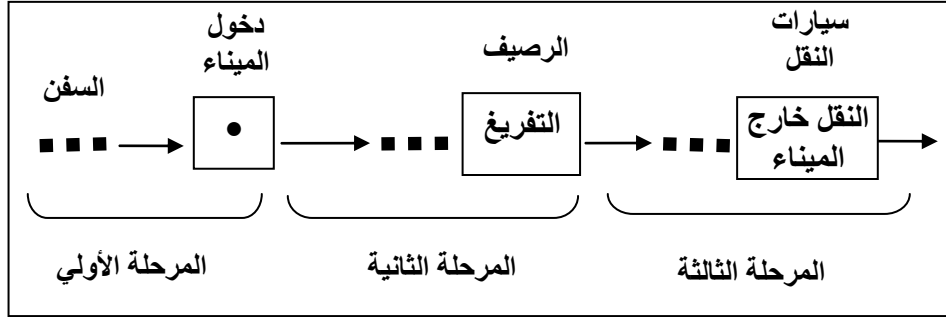 السفن
دخول
الميناء
الرصيف
التفريغ
سيارات
النقل
النقل خارج
الميناء
المرحلة الأولي
المرحلة الثانية
المرحلة الثالثة